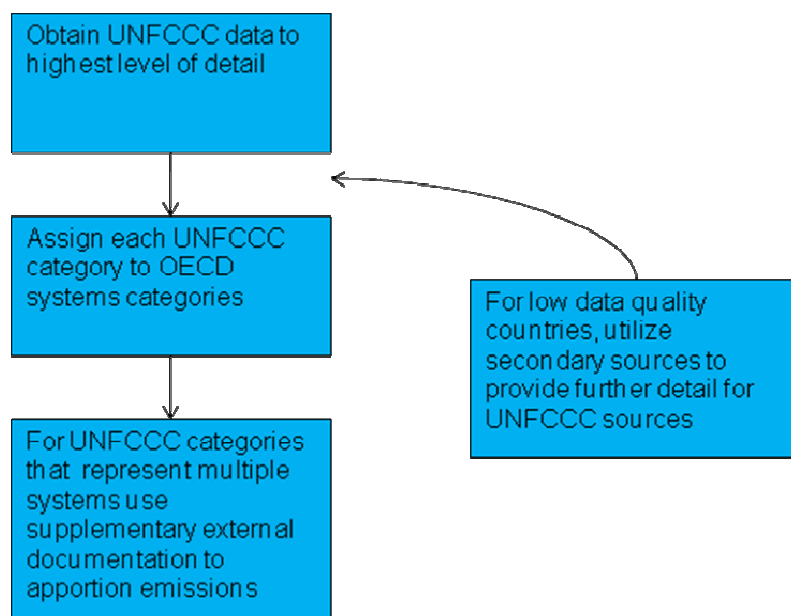 Obtain UNFCCC data to
highest level of detail
Assign each UNFCCC
category to OECD
systems categories
For low data quality
countries, utilize
secondary sources to
provide further detail for
UNFCCC sources
For UNFCCC categories
that represent multiple
systems use
supplementary external
documentation to
apportion emissions